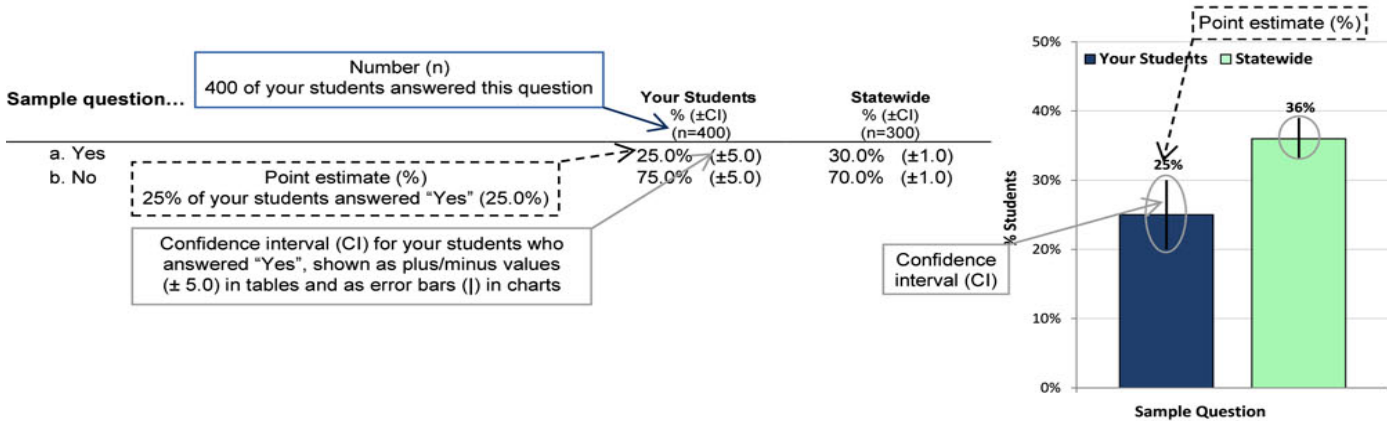 Number (n)
400 of your students answered this question
Sample question…
Your Students
% (±CI)
(n=400)
Statewide
% (±CI)
(n=300)
a. Yes
25.0% (±5.0)
30.0% (±1.0)
b. No
75.0% (±5.0)
70.0% (±1.0)
Point estimate (%)
25% of your students answered “Yes” (25.0%)
Confidence interval (CI) for your students who
answered “Yes”, shown as plus/minus values
(± 5.0) in tables and as error bars (|) in charts
Point estimate (%)
Your Students
Statewide
50%
40%
30%
20%
10%
0%
% Students
25%
36%
Confidence
interval (CI)
Sample Question